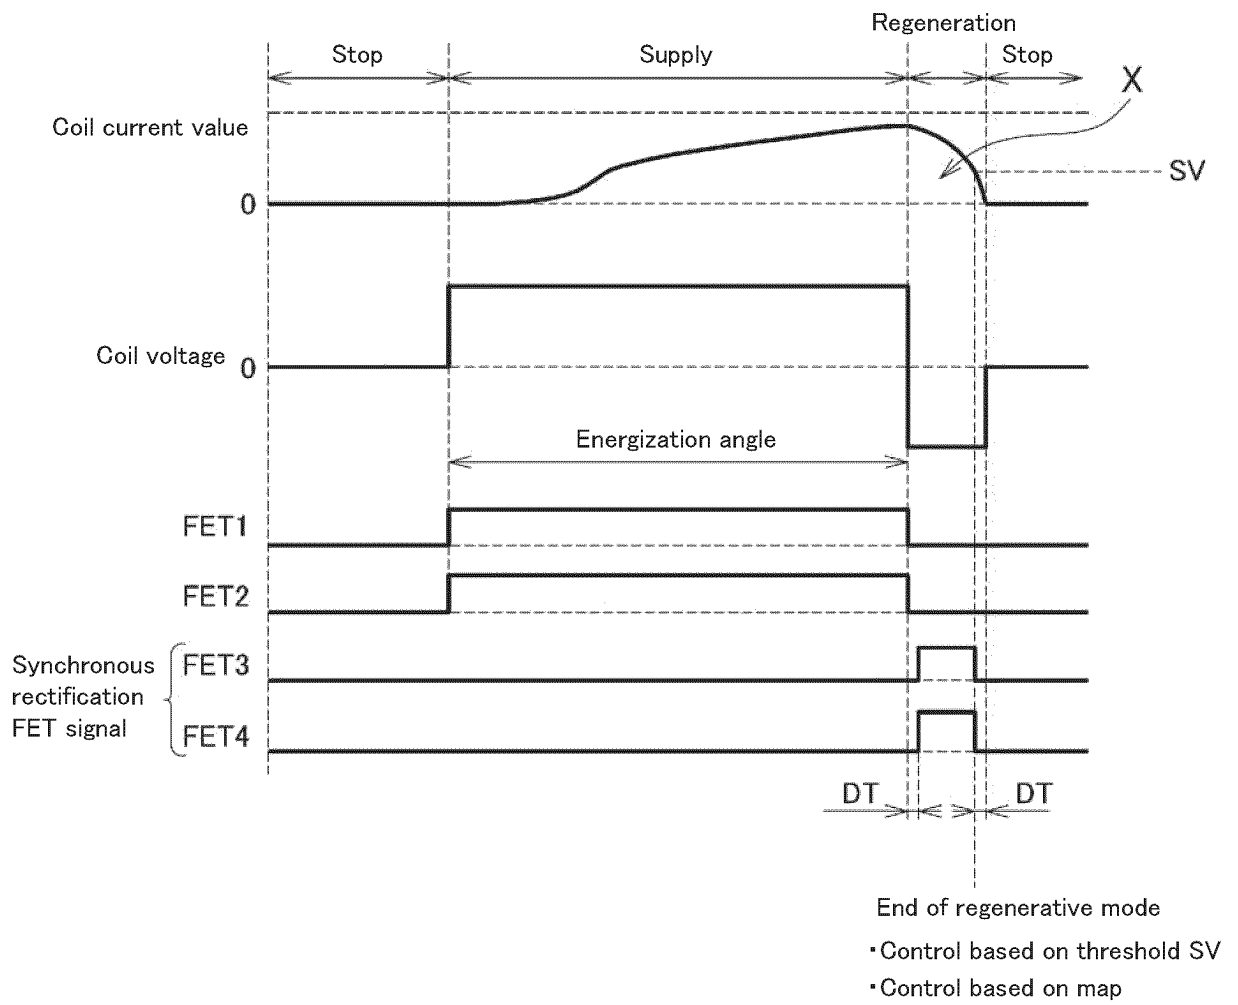 Regeneration
Stop
Supply
Stop
X
Coil current value
SV
0
Coil voltage
0
Energization angle
FET1
FET2
Synchronous
rectification
FET signal
FET3
FET4
DT
DT
End of regenerative mode
・Control based on threshold SV
・Control based on map